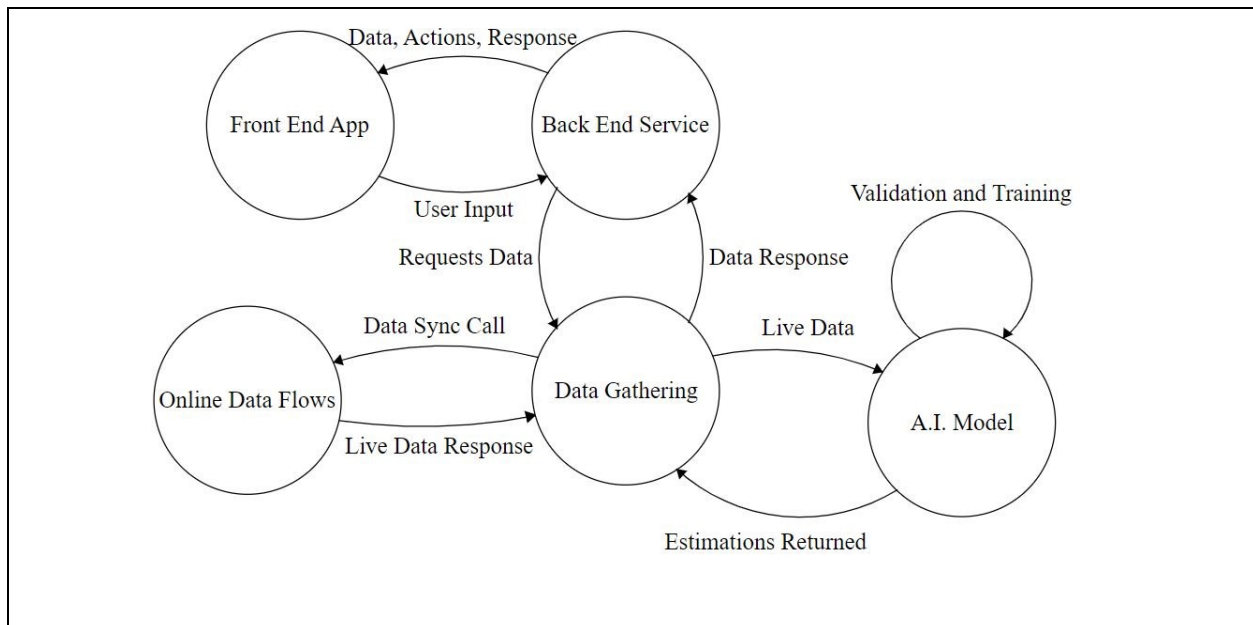 Data, Actions, Response
Front End App
Back End Service
User Input
Validation and Training
Requests Data
Data Response
Data Sync Call
Live Data
Online Data Flows
Data Gathering
A.I. Model
Live Data Response
Estimations Returned